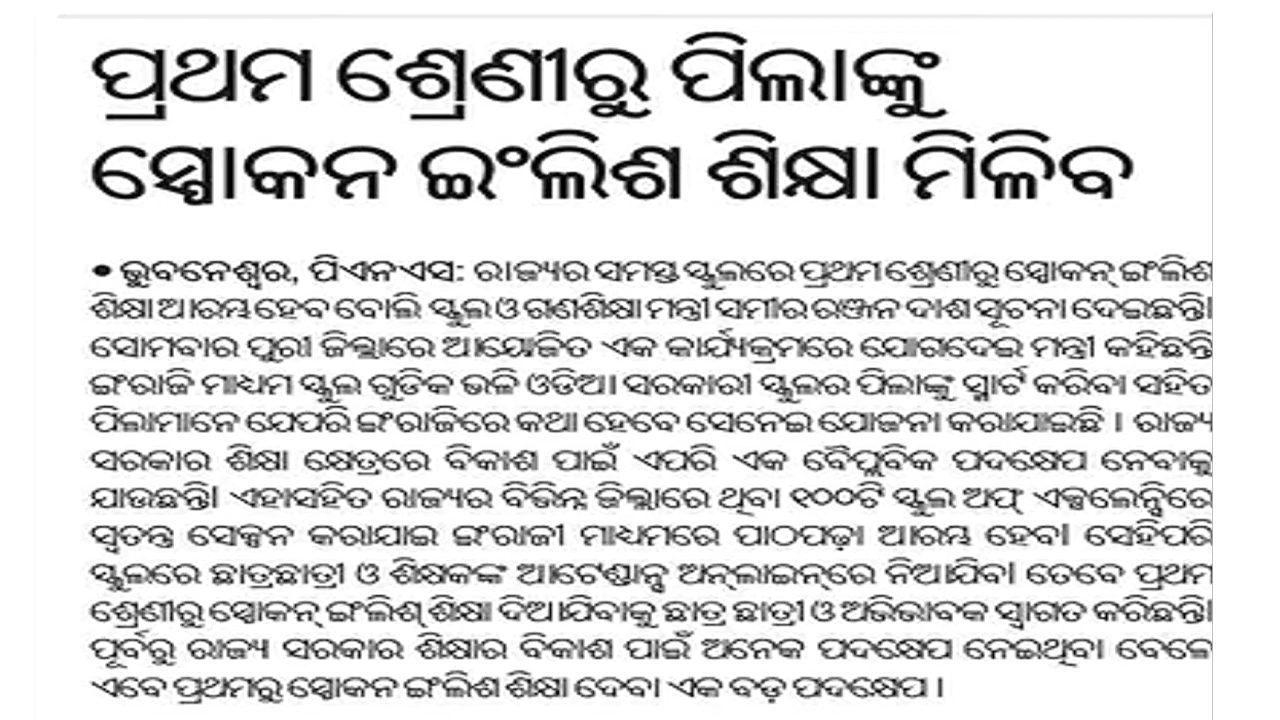 ପ୍ରଥମ ଶ୍ରେଣୀରୁ ପିଲାଙ୍କୁ
ସ୍ପୋକନ ଇଂଲିଶ ଶିକ୍ଷା ମିଳିବ
• ଭୁବନେଶ୍ୱର, ପିଏନଏସ: ରାଜ୍ୟର ସମସ୍ତ ସ୍କୁଲରେ ପ୍ରଥମ ଶ୍ରେଣୀରୁ ସ୍ପୋକନ୍ ଇଂଲିଶ
ଶିକ୍ଷା ଆରମ୍ଭ ହେବ ବୋଲି ସ୍କୁଲ ଓ ଗଣଶିକ୍ଷା ମନ୍ତ୍ରୀ ସମୀର ରଞ୍ଜନ ଦାଶ ସୂଚନା ଦେଇଛନ୍ତି।
ସୋମବାର ପୁରୀ ଜିଲ୍ଲାରେ ଆୟୋଜିତ ଏକ କାର୍ଯ୍ୟକ୍ରମରେ ଯୋଗଦେଇ ମନ୍ତ୍ରୀ କହିଛନ୍ତି
ଇଂରାଜି ମାଧ୍ୟମ ସ୍କୁଲ ଗୁଡିକ ଭଳି ଓଡିଆ ସରକାରୀ ସ୍କୁଲର ପିଲାଙ୍କୁ ସ୍ମାର୍ଟ କରିବା ସହିତ
ପିଲାମାନେ ଯେପରି ଇଂରାଜିରେ କଥା ହେବେ ସେନେଇ ଯୋଜନା କରାଯାଇଛି । ରାଜ୍ୟ
ସରକାର ଶିକ୍ଷା କ୍ଷେତ୍ରରେ ବିକାଶ ପାଇଁ ଏପରି ଏକ ବୈପ୍ଳବିକ ପଦକ୍ଷେପ ନେବାକୁ
ଯାଉଛନ୍ତି। ଏହାସହିତ ରାଜ୍ୟର ବିଭିନ୍ନ ଜିଲ୍ଲାରେ ଥିବା ୧୦୦ଟି ସ୍କୁଲ ଅଫ୍ ଏକ୍ସଲେନ୍ସିରେ
ସ୍ୱତନ୍ତ୍ର ସେକ୍ସନ କରାଯାଇ ଇଂରାଜୀ ମାଧ୍ୟମରେ ପାଠପଢ଼ା ଆରମ୍ଭ ହେବ। ସେହିପରି
ସ୍କୁଲରେ ଛାତ୍ରଛାତ୍ରୀ ଓ ଶିକ୍ଷକଙ୍କ ଆଟେଣ୍ଡାନ୍ସ ଅନ୍‌ଲାଇନ୍‌ରେ ନିଆଯିବ। ତେବେ ପ୍ରଥମ
ଶ୍ରେଣୀରୁ ସ୍ପୋକନ୍ ଇଂଲିଶ୍ ଶିକ୍ଷା ଦିଆଯିବାକୁ ଛାତ୍ର ଛାତ୍ରୀ ଓ ଅଭିଭାବକ ସ୍ୱାଗତ କରିଛନ୍ତି।
ପୂର୍ବରୁ ରାଜ୍ୟ ସରକାର ଶିକ୍ଷାର ବିକାଶ ପାଇଁ ଅନେକ ପଦକ୍ଷେପ ନେଇଥିବା ବେଳେ
ଏବେ ପ୍ରଥମରୁ ସ୍ପୋକନ ଇଂଲିଶ ଶିକ୍ଷା ଦେବା ଏକ ବଡ଼ ପଦକ୍ଷେପ ।